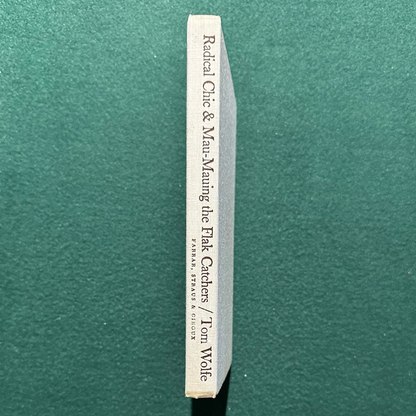 Radical Chic & Mau-Mauing the Flak Catchers / Tom Wolfe
FARRAR, STRAUS & GIROUX